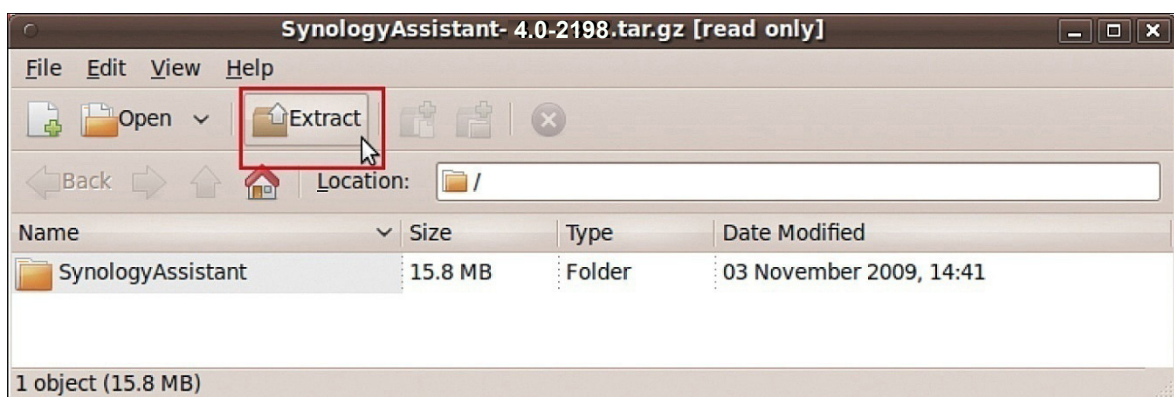 SynologyAssistant- 4.0-2198.tar.gz [read only]
File Edit View Help
Open Extract
Back Location: /
Name Size Type Date Modified
SynologyAssistant 15.8 MB Folder 03 November 2009, 14:41
1 object (15.8 MB)